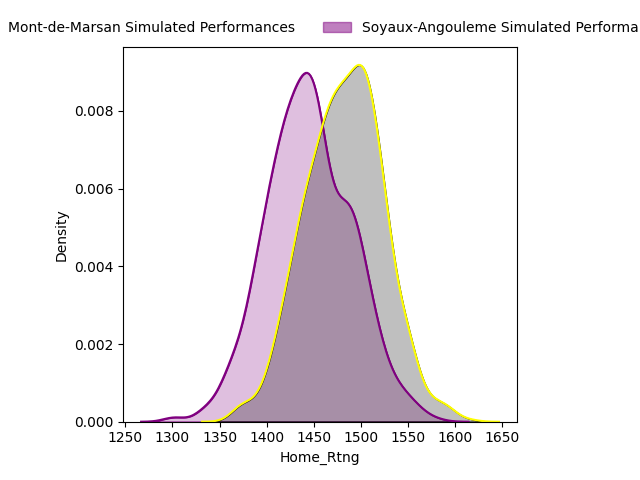 Mont-de-Marsan Simulated Performances
Soyaux-Angouleme Simulated Performa
0.008
0.006
0.004
0.002
0.000
Density
1250 1300 1350 1400 1450 1500 1550 1600 1650
Home_Rtng